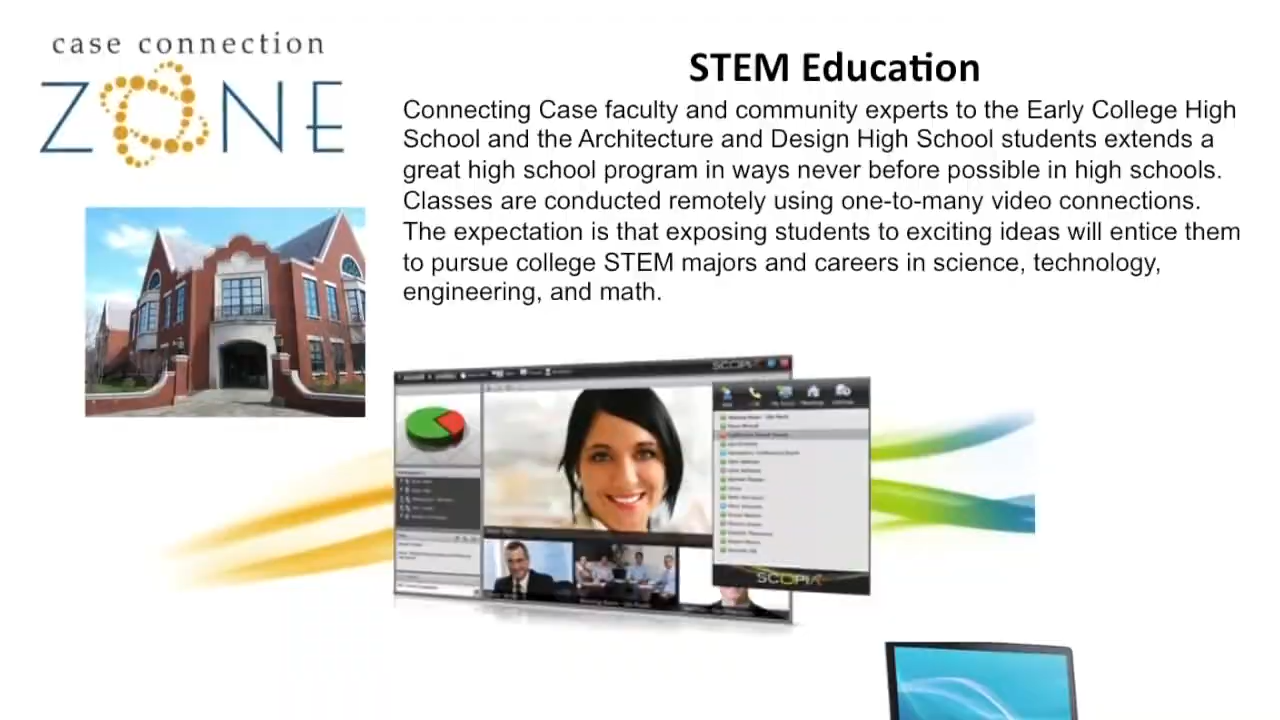 case connection
ZONE
STEM Education
Connecting Case faculty and community experts to the Early College High
School and the Architecture and Design High School students extends a
great high school program in ways never before possible in high schools.
Classes are conducted remotely using one-to-many video connections.
The expectation is that exposing students to exciting ideas will entice them
to pursue college STEM majors and careers in science, technology,
engineering, and math.
SCOPIA
SCOPIA